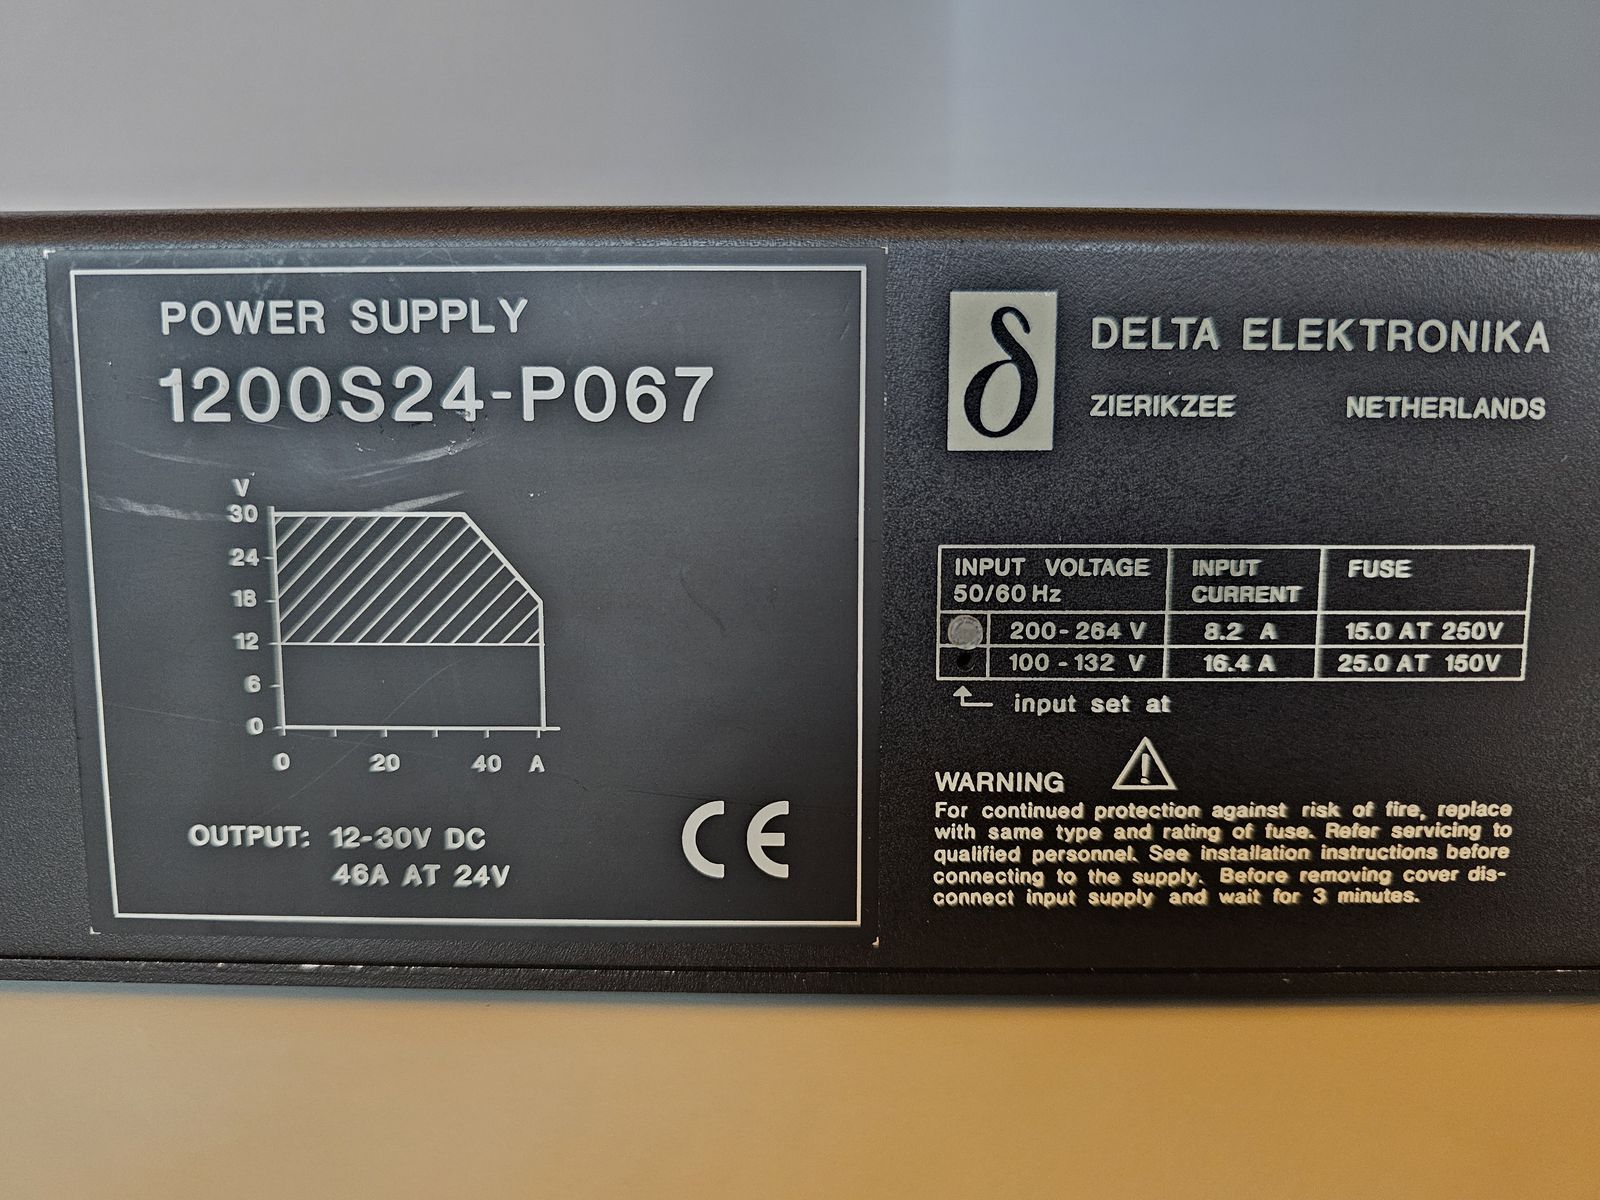 POWER SUPPLY
1200S24-P067
V
30
24
18
12
6
0
0 20 40 A
OUTPUT: 12-30V DC
46A AT 24V
CE
δ
DELTA ELEKTRONIKA
ZIERIKZEE NETHERLANDS
INPUT VOLTAGE
50/60 Hz
INPUT
CURRENT
FUSE
200-264 V 8.2 A 15.0 AT 250V
100-132 V 16.4 A 25.0 AT 150V
input set at
WARNING
For continued protection against risk of fire, replace
with same type and rating of fuse. Refer servicing to
qualified personnel. See installation instructions before
connecting to the supply. Before removing cover dis-
connect input supply and wait for 3 minutes.